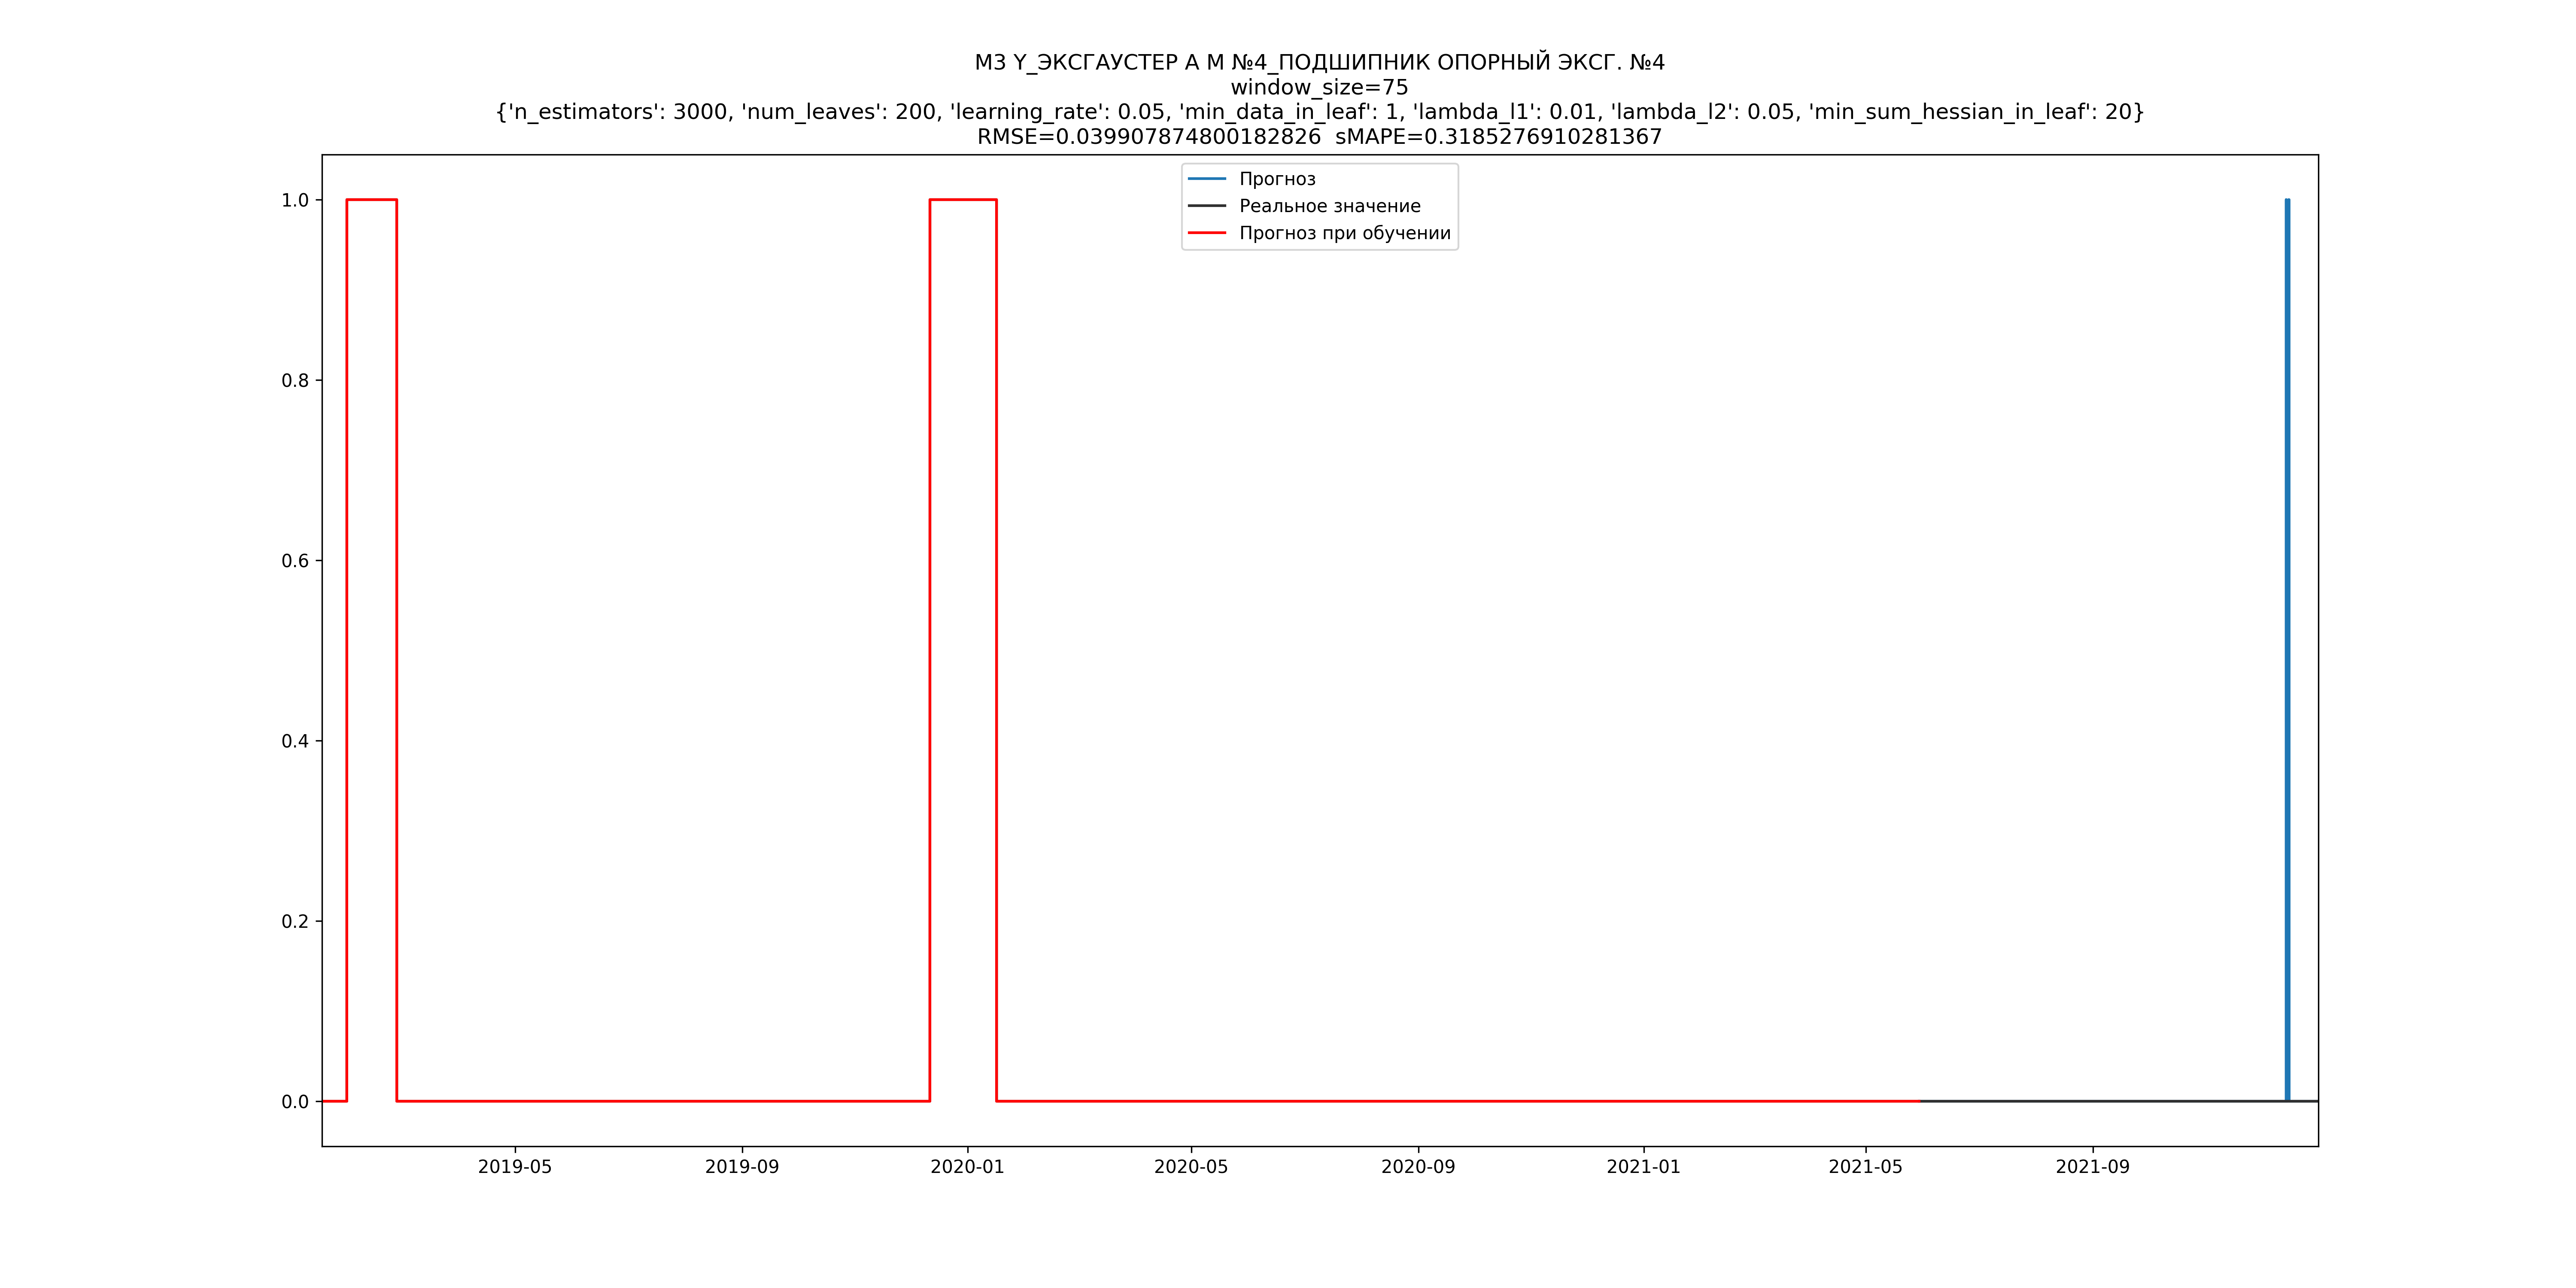 М3 Y_ЭКСГАУСТЕР А М №4_ПОДШИПНИК ОПОРНЫЙ ЭКСГ. №4
window_size=75
{'n_estimators': 3000, 'num_leaves': 200, 'learning_rate': 0.05, 'min_data_in_leaf': 1, 'lambda_l1': 0.01, 'lambda_l2': 0.05, 'min_sum_hessian_in_leaf': 20}
RMSE=0.039907874800182826  sMAPE=0.3185276910281367
Прогноз
Реальное значение
Прогноз при обучении
1.0
0.8
0.6
0.4
0.2
0.0
2019-05
2019-09
2020-01
2020-05
2020-09
2021-01
2021-05
2021-09